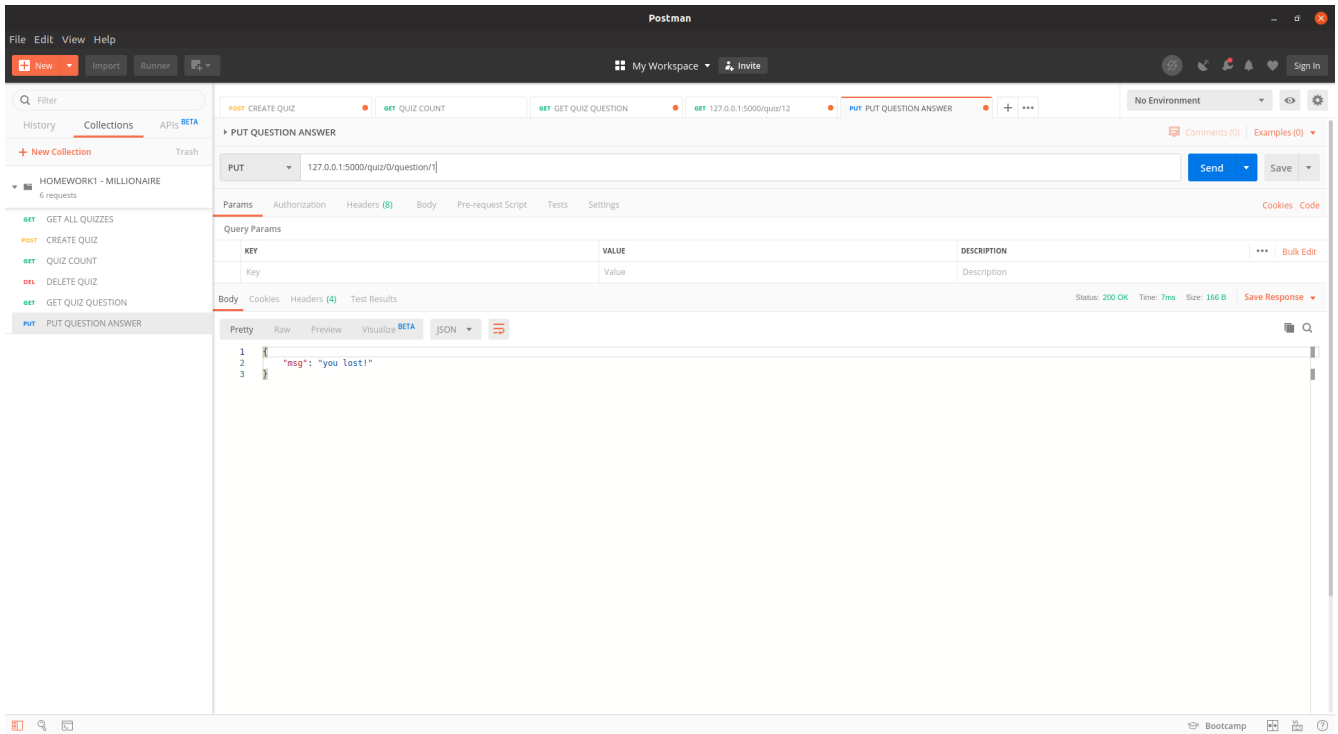 Postman
File Edit View Help
New Import Runner My Workspace Invite Sign In
Filter
History Collections APIs BETA
+ New Collection Trash
HOMEWORK1 - MILLIONAIRE
6 requests
GET GET ALL QUIZZES
POST CREATE QUIZ
GET QUIZ COUNT
DEL DELETE QUIZ
GET GET QUIZ QUESTION
PUT PUT QUESTION ANSWER
POST CREATE QUIZ GET QUIZ COUNT GET GET QUIZ QUESTION GET 127.0.0.1:5000/quiz/12 PUT PUT QUESTION ANSWER + ••• No Environment
PUT QUESTION ANSWER Comments (0) Examples (0)
PUT 127.0.0.1:5000/quiz/0/question/1 Send Save
Params Authorization Headers (8) Body Pre-request Script Tests Settings Cookies Code
Query Params
KEY VALUE DESCRIPTION ••• Bulk Edit
Key Value Description
Body Cookies Headers (4) Test Results Status: 200 OK Time: 7ms Size: 166 B Save Response
Pretty Raw Preview Visualize BETA JSON
1 {
2 "msg": "you lost!"
3 }
Bootcamp